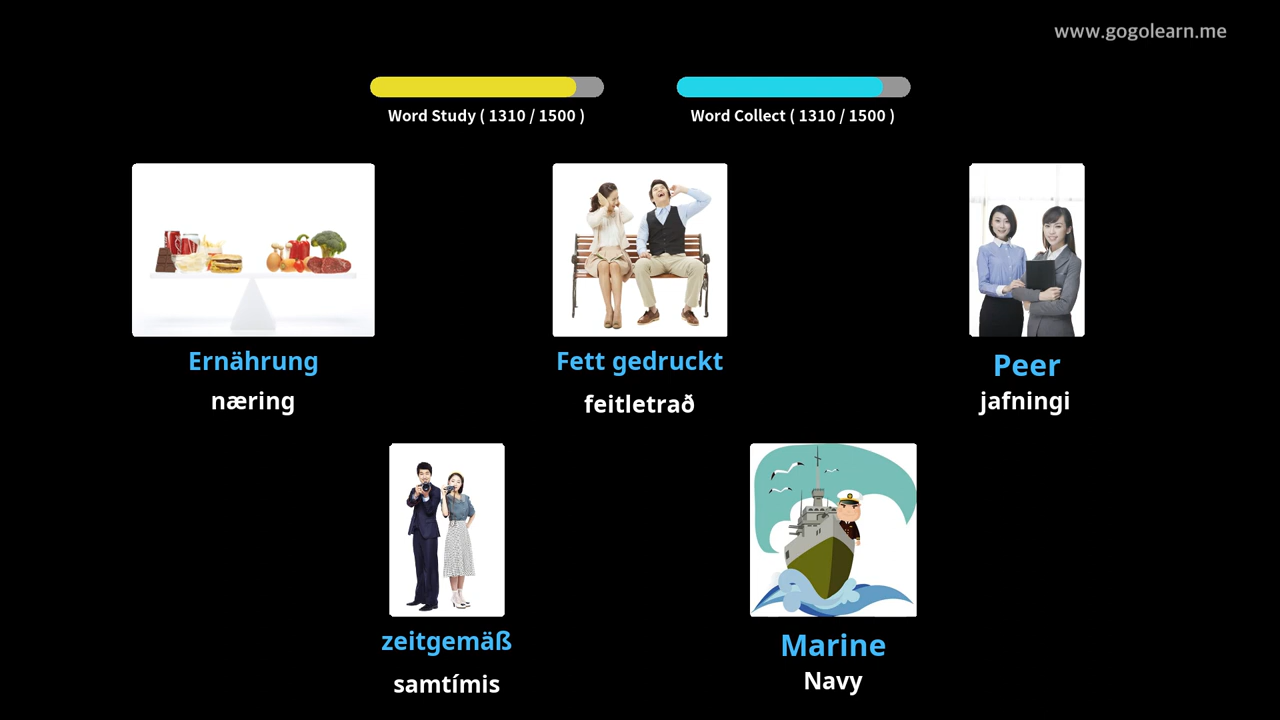 www.gogolearn.me
Word Study ( 1310 / 1500 )
Word Collect ( 1310 / 1500 )
Ernährung
næring
Fett gedruckt
feitletrað
Peer
jafningi
zeitgemäß
samtímis
Marine
Navy